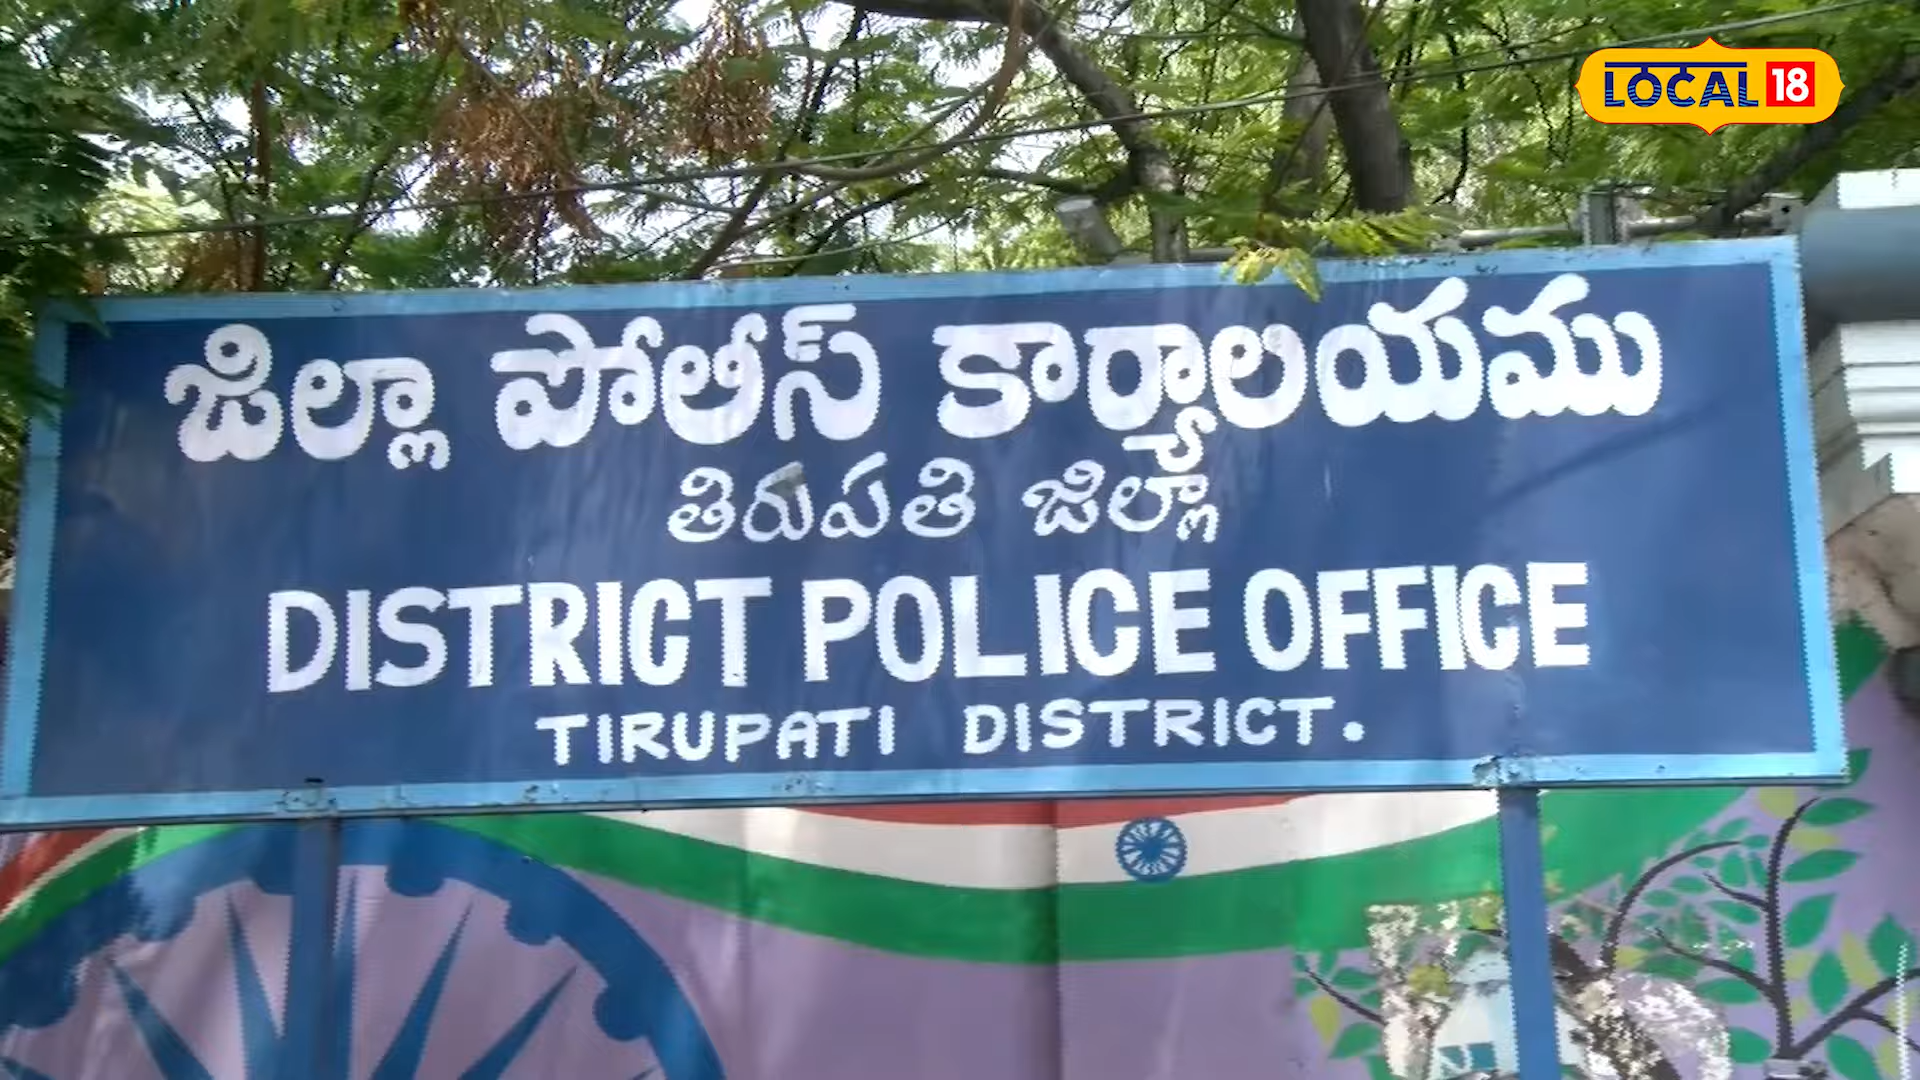 LOCAL 18
జిల్లా పోలీస్ కార్యాలయము
తిరుపతి జిల్లా
DISTRICT POLICE OFFICE
TIRUPATI DISTRICT.